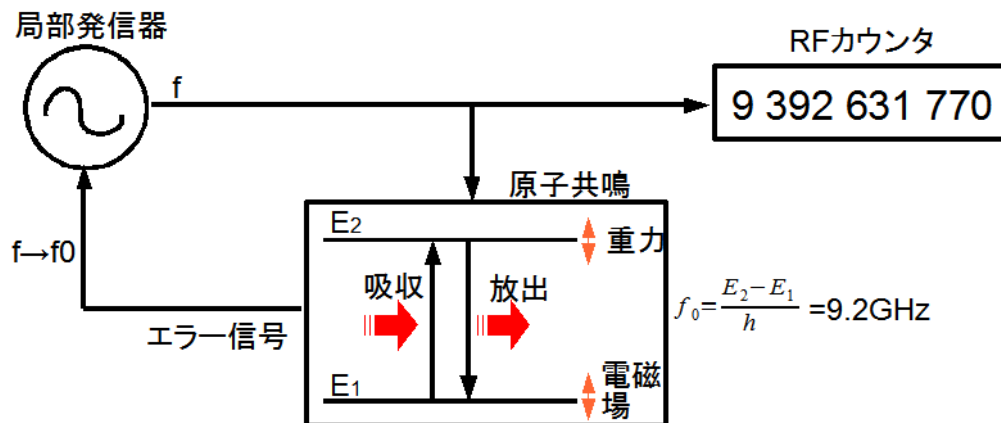 局部発信器
RFカウンタ
f
9 392 631 770
原子共鳴
E2
重力
f→f0
吸収
放出
f0=E2−E1/h =9.2GHz
エラー信号
E1
電磁
場